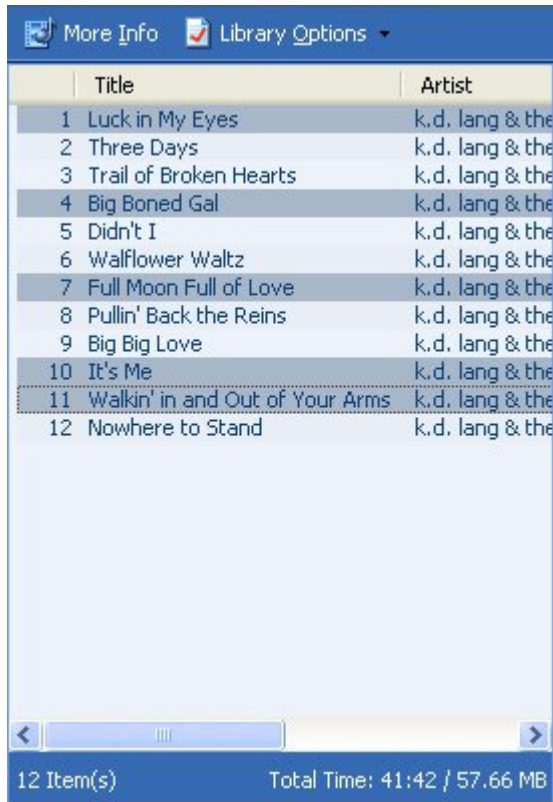 More Info Library Options
Title Artist
1 Luck in My Eyes k.d. lang & the
2 Three Days k.d. lang & the
3 Trail of Broken Hearts k.d. lang & the
4 Big Boned Gal k.d. lang & the
5 Didn't I k.d. lang & the
6 Walflower Waltz k.d. lang & the
7 Full Moon Full of Love k.d. lang & the
8 Pullin' Back the Reins k.d. lang & the
9 Big Big Love k.d. lang & the
10 It's Me k.d. lang & the
11 Walkin' in and Out of Your Arms k.d. lang & the
12 Nowhere to Stand k.d. lang & the
12 Item(s) Total Time: 41:42 / 57.66 MB